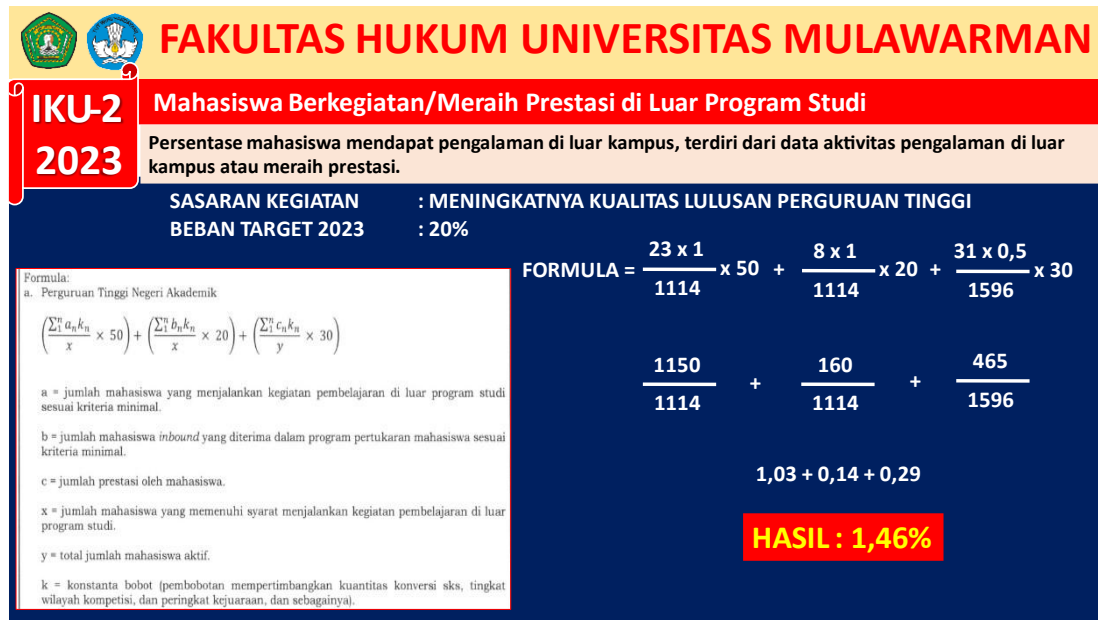 FAKULTAS HUKUM UNIVERSITAS MULAWARMAN
IKU-2
2023
Mahasiswa Berkegiatan/Meraih Prestasi di Luar Program Studi
Persentase mahasiswa mendapat pengalaman di luar kampus, terdiri dari data aktivitas pengalaman di luar
kampus atau meraih prestasi.
SASARAN KEGIATAN : MENINGKATNYA KUALITAS LULUSAN PERGURUAN TINGGI
BEBAN TARGET 2023 : 20%
Formula:
a. Perguruan Tinggi Negeri Akademik
(∑₁ⁿ aₙkₙ / x × 50) + (∑₁ⁿ bₙkₙ / x × 20) + (∑₁ⁿ cₙkₙ / y × 30)
a = jumlah mahasiswa yang menjalankan kegiatan pembelajaran di luar program studi
sesuai kriteria minimal.
b = jumlah mahasiswa inbound yang diterima dalam program pertukaran mahasiswa sesuai
kriteria minimal.
c = jumlah prestasi oleh mahasiswa.
x = jumlah mahasiswa yang memenuhi syarat menjalankan kegiatan pembelajaran di luar
program studi.
y = total jumlah mahasiswa aktif.
k = konstanta bobot (pembobotan mempertimbangkan kuantitas konversi sks, tingkat
wilayah kompetisi, dan peringkat kejuaraan, dan sebagainya).
23 x 1 8 x 1 31 x 0,5
FORMULA = x 50 + x 20 + x 30
1114 1114 1596
1150 160 465
+ +
1114 1114 1596
1,03 + 0,14 + 0,29
HASIL : 1,46%